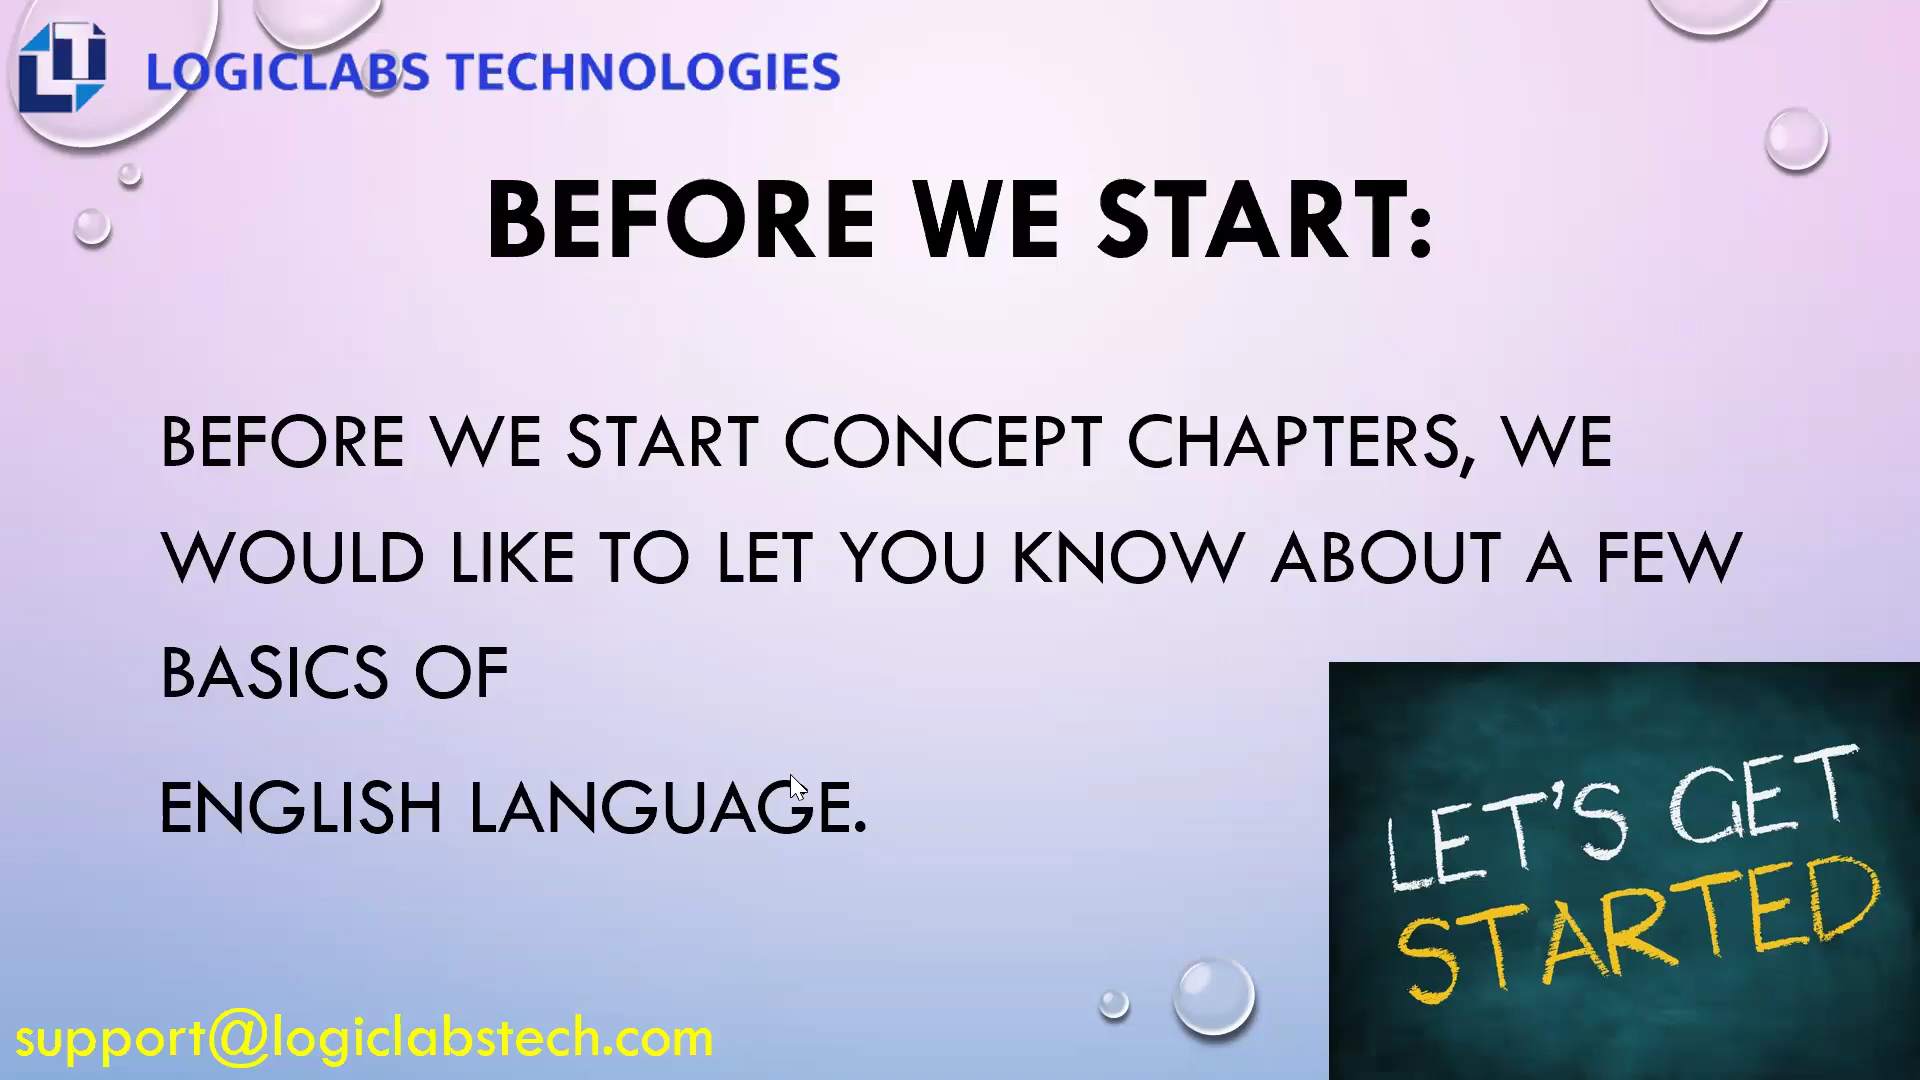 LOGICLABS TECHNOLOGIES
BEFORE WE START:
BEFORE WE START CONCEPT CHAPTERS, WE
WOULD LIKE TO LET YOU KNOW ABOUT A FEW
BASICS OF
ENGLISH LANGUAGE.
LET'S GET
STARTED
support@logiclabstech.com